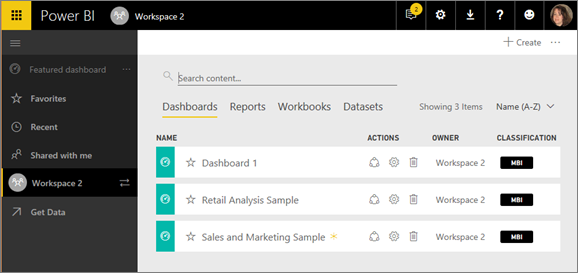 Power BI Workspace 2 2 ?
+ Create ...
Featured dashboard ...
Search content...
Favorites
Dashboards Reports Workbooks Datasets Showing 3 Items Name (A-Z)
Recent
NAME ACTIONS OWNER CLASSIFICATION
Shared with me
Dashboard 1 Workspace 2 MBI
Workspace 2
Retail Analysis Sample Workspace 2 MBI
Get Data
Sales and Marketing Sample Workspace 2 MBI